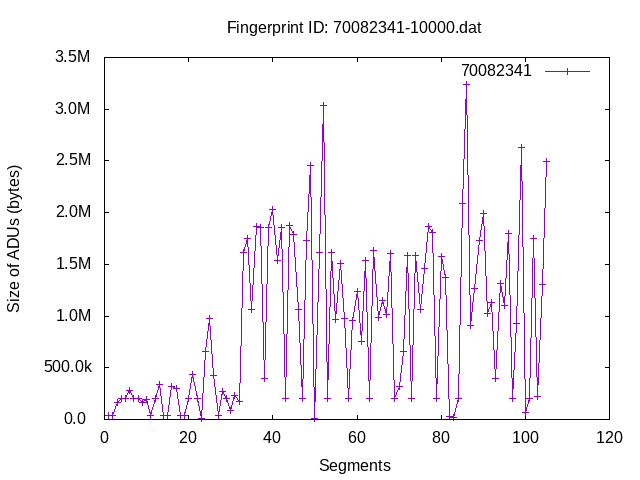 Fingerprint ID: 70082341-10000.dat
70082341
Size of ADUs (bytes)
3.5M
3.0M
2.5M
2.0M
1.5M
1.0M
500.0k
0.0
0 20 40 60 80 100 120
Segments